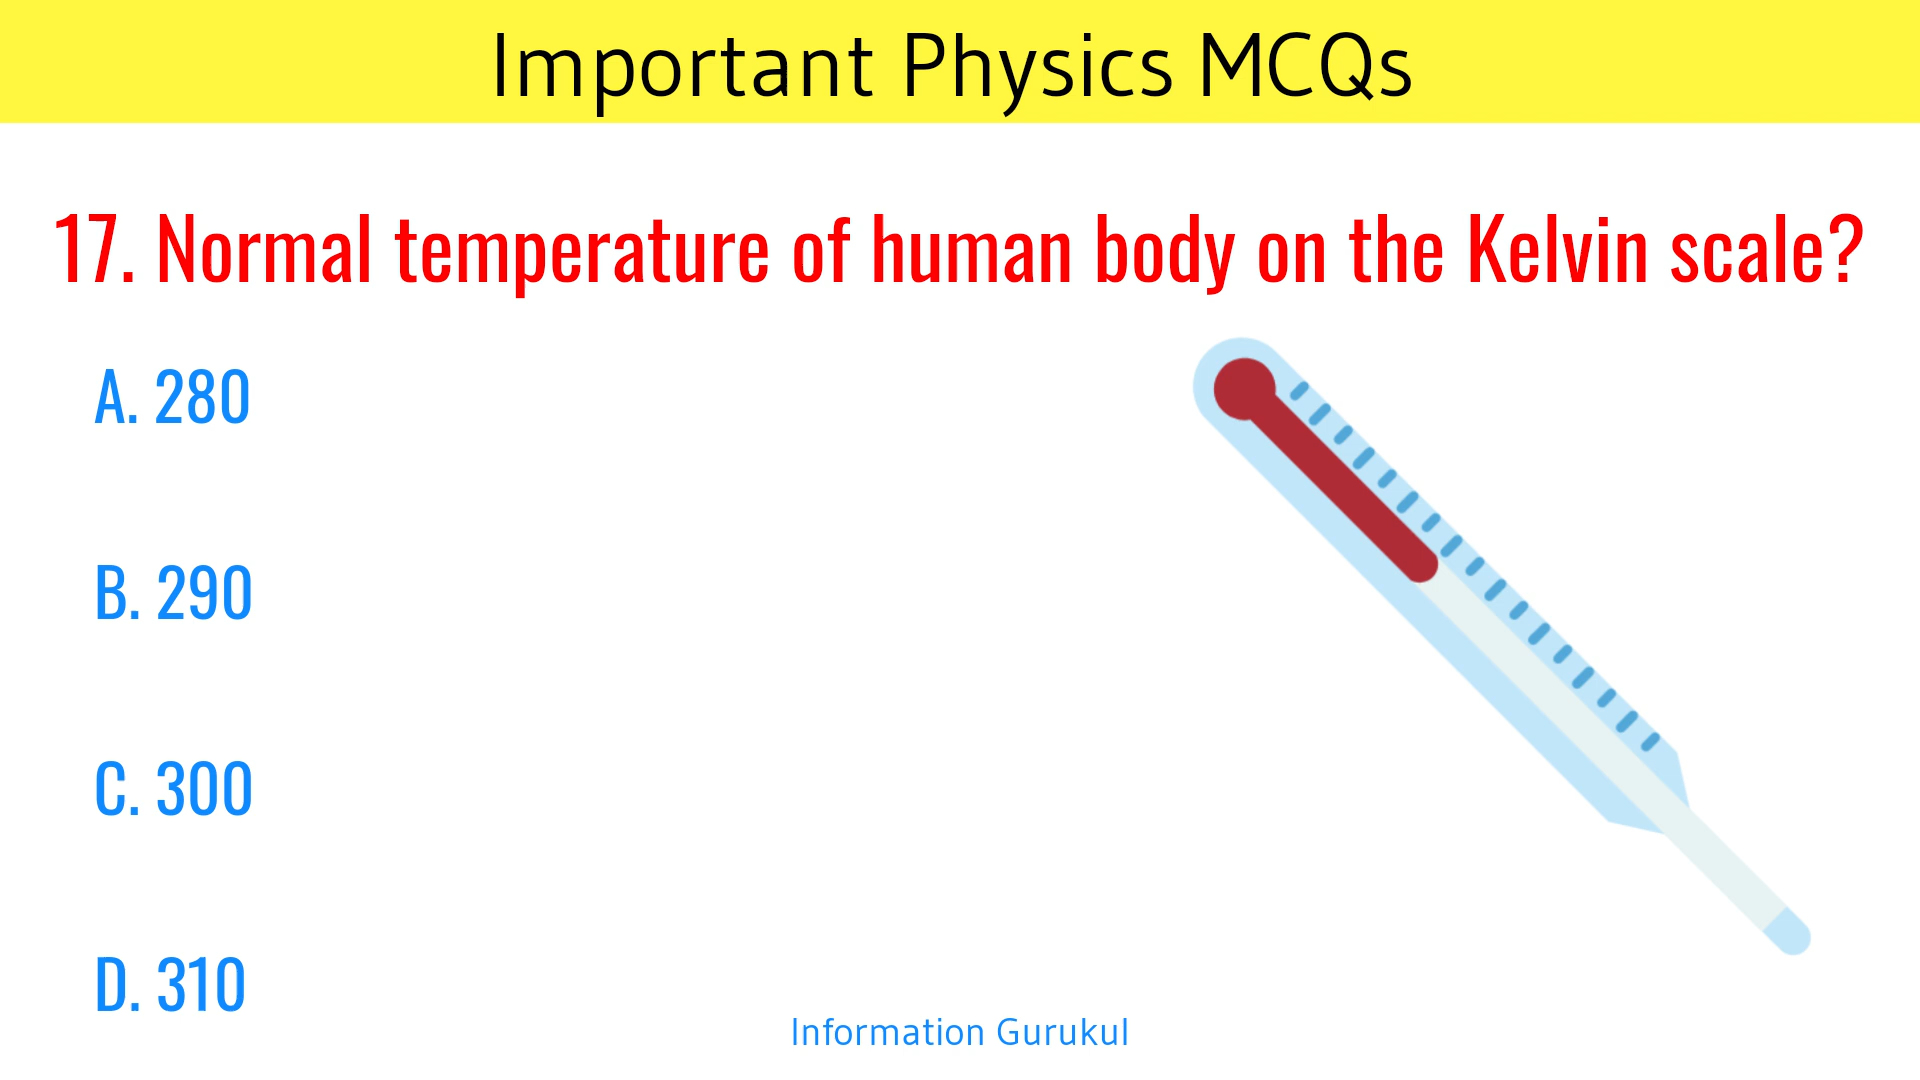 Important Physics MCQs
17. Normal temperature of human body on the Kelvin scale?
A. 280
B. 290
C. 300
D. 310
Information Gurukul